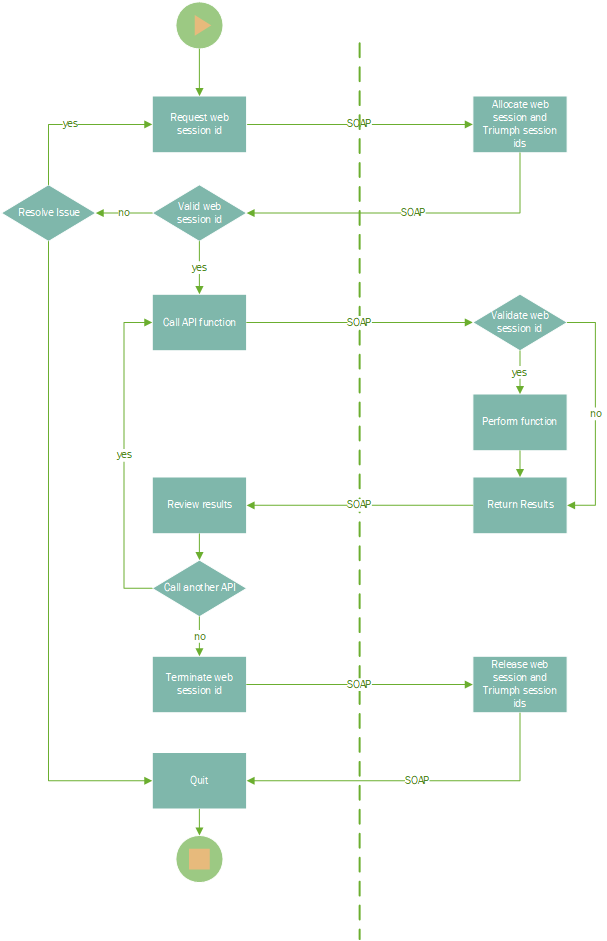 Request web
session id
SOAP
Allocate web
session and
Triumph session
ids
yes
Resolve Issue
no
Valid web
session id
SOAP
yes
Call API function
SOAP
Validate web
session id
yes
no
Perform function
yes
Review results
SOAP
Return Results
Call another API
no
Terminate web
session id
SOAP
Release web
session and
Triumph session
ids
Quit
SOAP